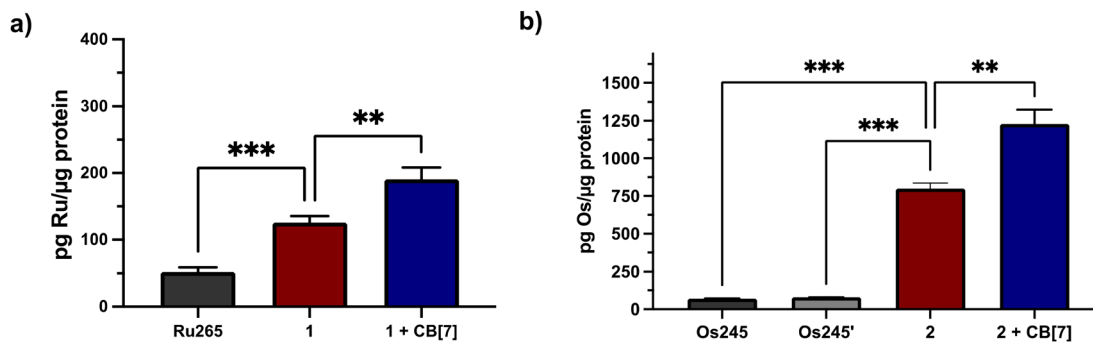 a)
pg Ru/µg protein
400
300
200
100
0
***
**
Ru265
1
1 + CB[7]
b)
pg Os/µg protein
1500
1250
1000
750
500
250
0
***
**
***
Os245
Os245'
2
2 + CB[7]